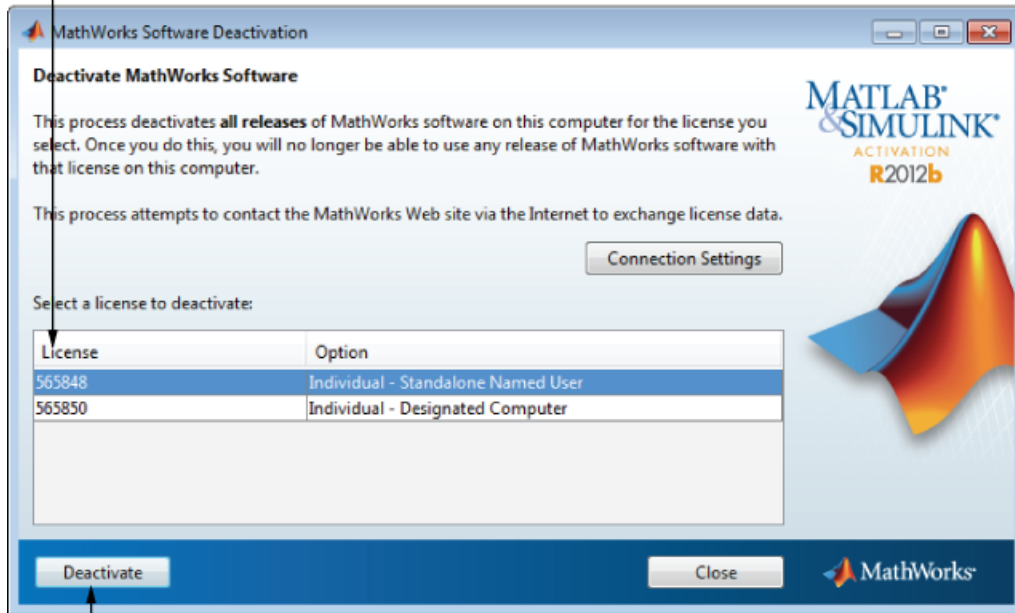 MathWorks Software Deactivation
Deactivate MathWorks Software
This process deactivates all releases of MathWorks software on this computer for the license you
select. Once you do this, you will no longer be able to use any release of MathWorks software with
that license on this computer.
This process attempts to contact the MathWorks Web site via the Internet to exchange license data.
Connection Settings
Select a license to deactivate:
License Option
565848 Individual - Standalone Named User
565850 Individual - Designated Computer
MATLAB®
&SIMULINK®
ACTIVATION
R2012b
Deactivate
Close
MathWorks®